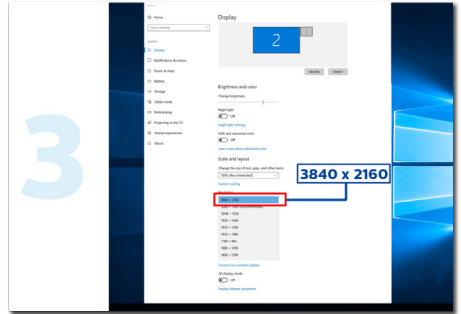 3
Home
Find a setting
System
Display
Notifications & actions
Power & sleep
Battery
Storage
Tablet mode
Multitasking
Projecting to this PC
Shared experiences
About
Display
2
Identify
Detect
Brightness and color
Change brightness
Night light
Off
Night light settings
HDR and advanced color
Off
Learn more about advanced color
Scale and layout
Change the size of text, apps, and other items
100% (Recommended)
Custom scaling
3840 × 2160
3840 x 2160
2048 × 1536
1920 × 1440
1920 × 1200
1920 × 1080
1680 × 1050
1600 × 1200
Connect to a wireless display
3D display mode
Off
Display adapter properties